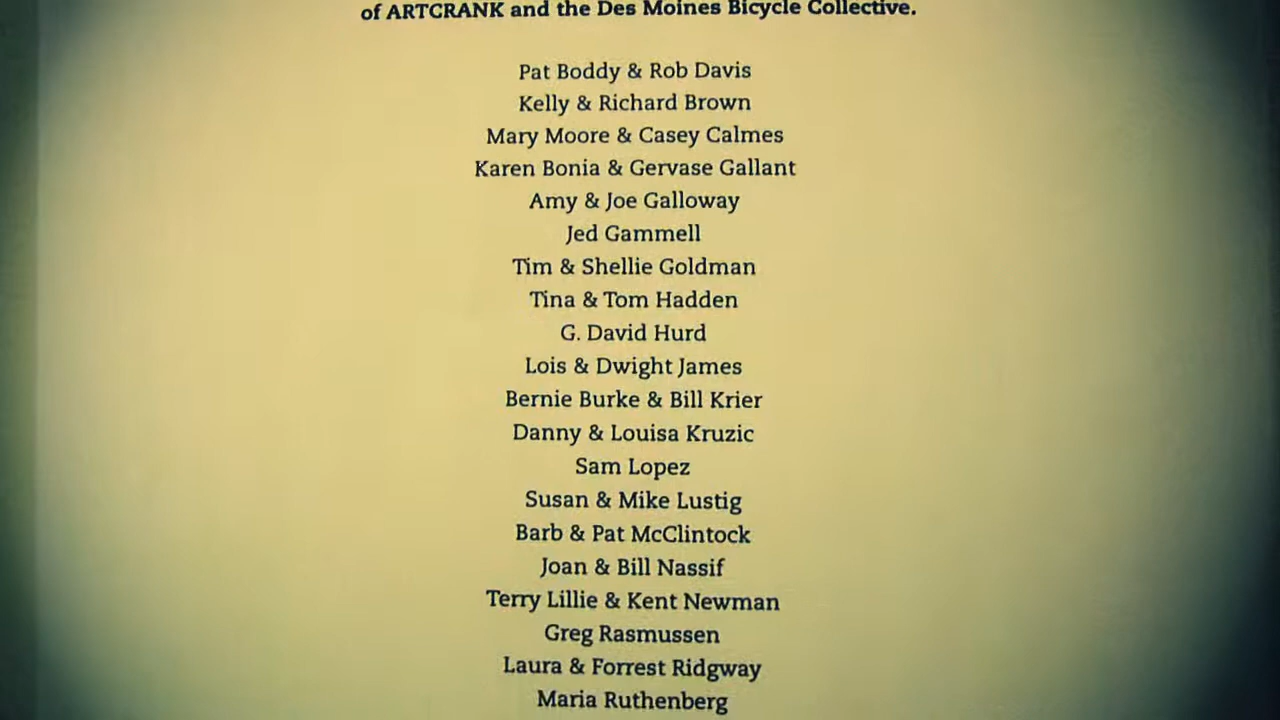 of ARTCRANK and the Des Moines Bicycle Collective.
Pat Boddy & Rob Davis
Kelly & Richard Brown
Mary Moore & Casey Calmes
Karen Bonia & Gervase Gallant
Amy & Joe Galloway
Jed Gammell
Tim & Shellie Goldman
Tina & Tom Hadden
G. David Hurd
Lois & Dwight James
Bernie Burke & Bill Krier
Danny & Louisa Kruzic
Sam Lopez
Susan & Mike Lustig
Barb & Pat McClintock
Joan & Bill Nassif
Terry Lillie & Kent Newman
Greg Rasmussen
Laura & Forrest Ridgway
Maria Ruthenberg